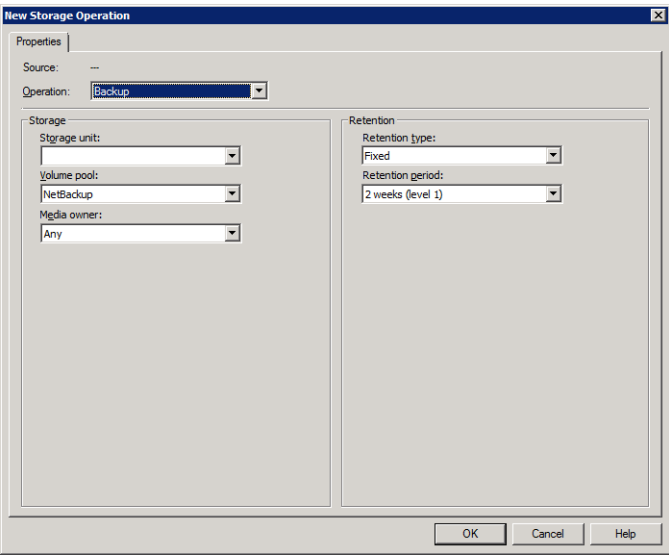 New Storage Operation
Properties
Source: ---
Operation: Backup
Storage
Storage unit:
Volume pool:
NetBackup
Media owner:
Any
Retention
Retention type:
Fixed
Retention period:
2 weeks (level 1)
OK Cancel Help